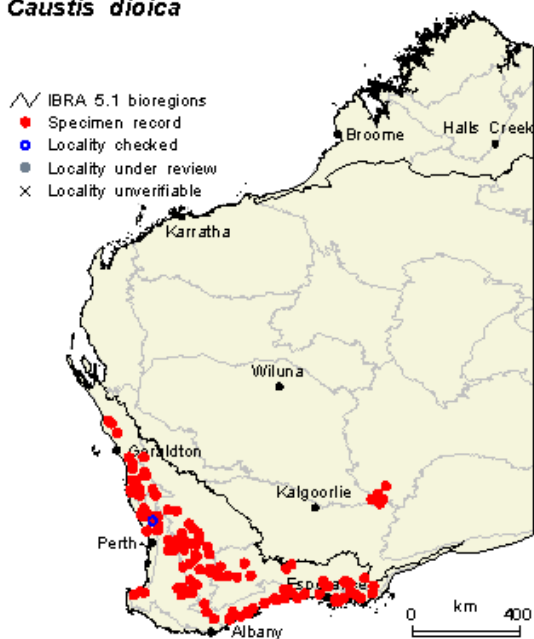 Caustis dioica
IBRA 5.1 bioregions
Specimen record
Locality checked
Locality under review
Locality unverifiable
Broome
Halls Creek
Karratha
Wiluna
Geraldton
Kalgoorlie
Perth
Esperance
Albany
0 km 400